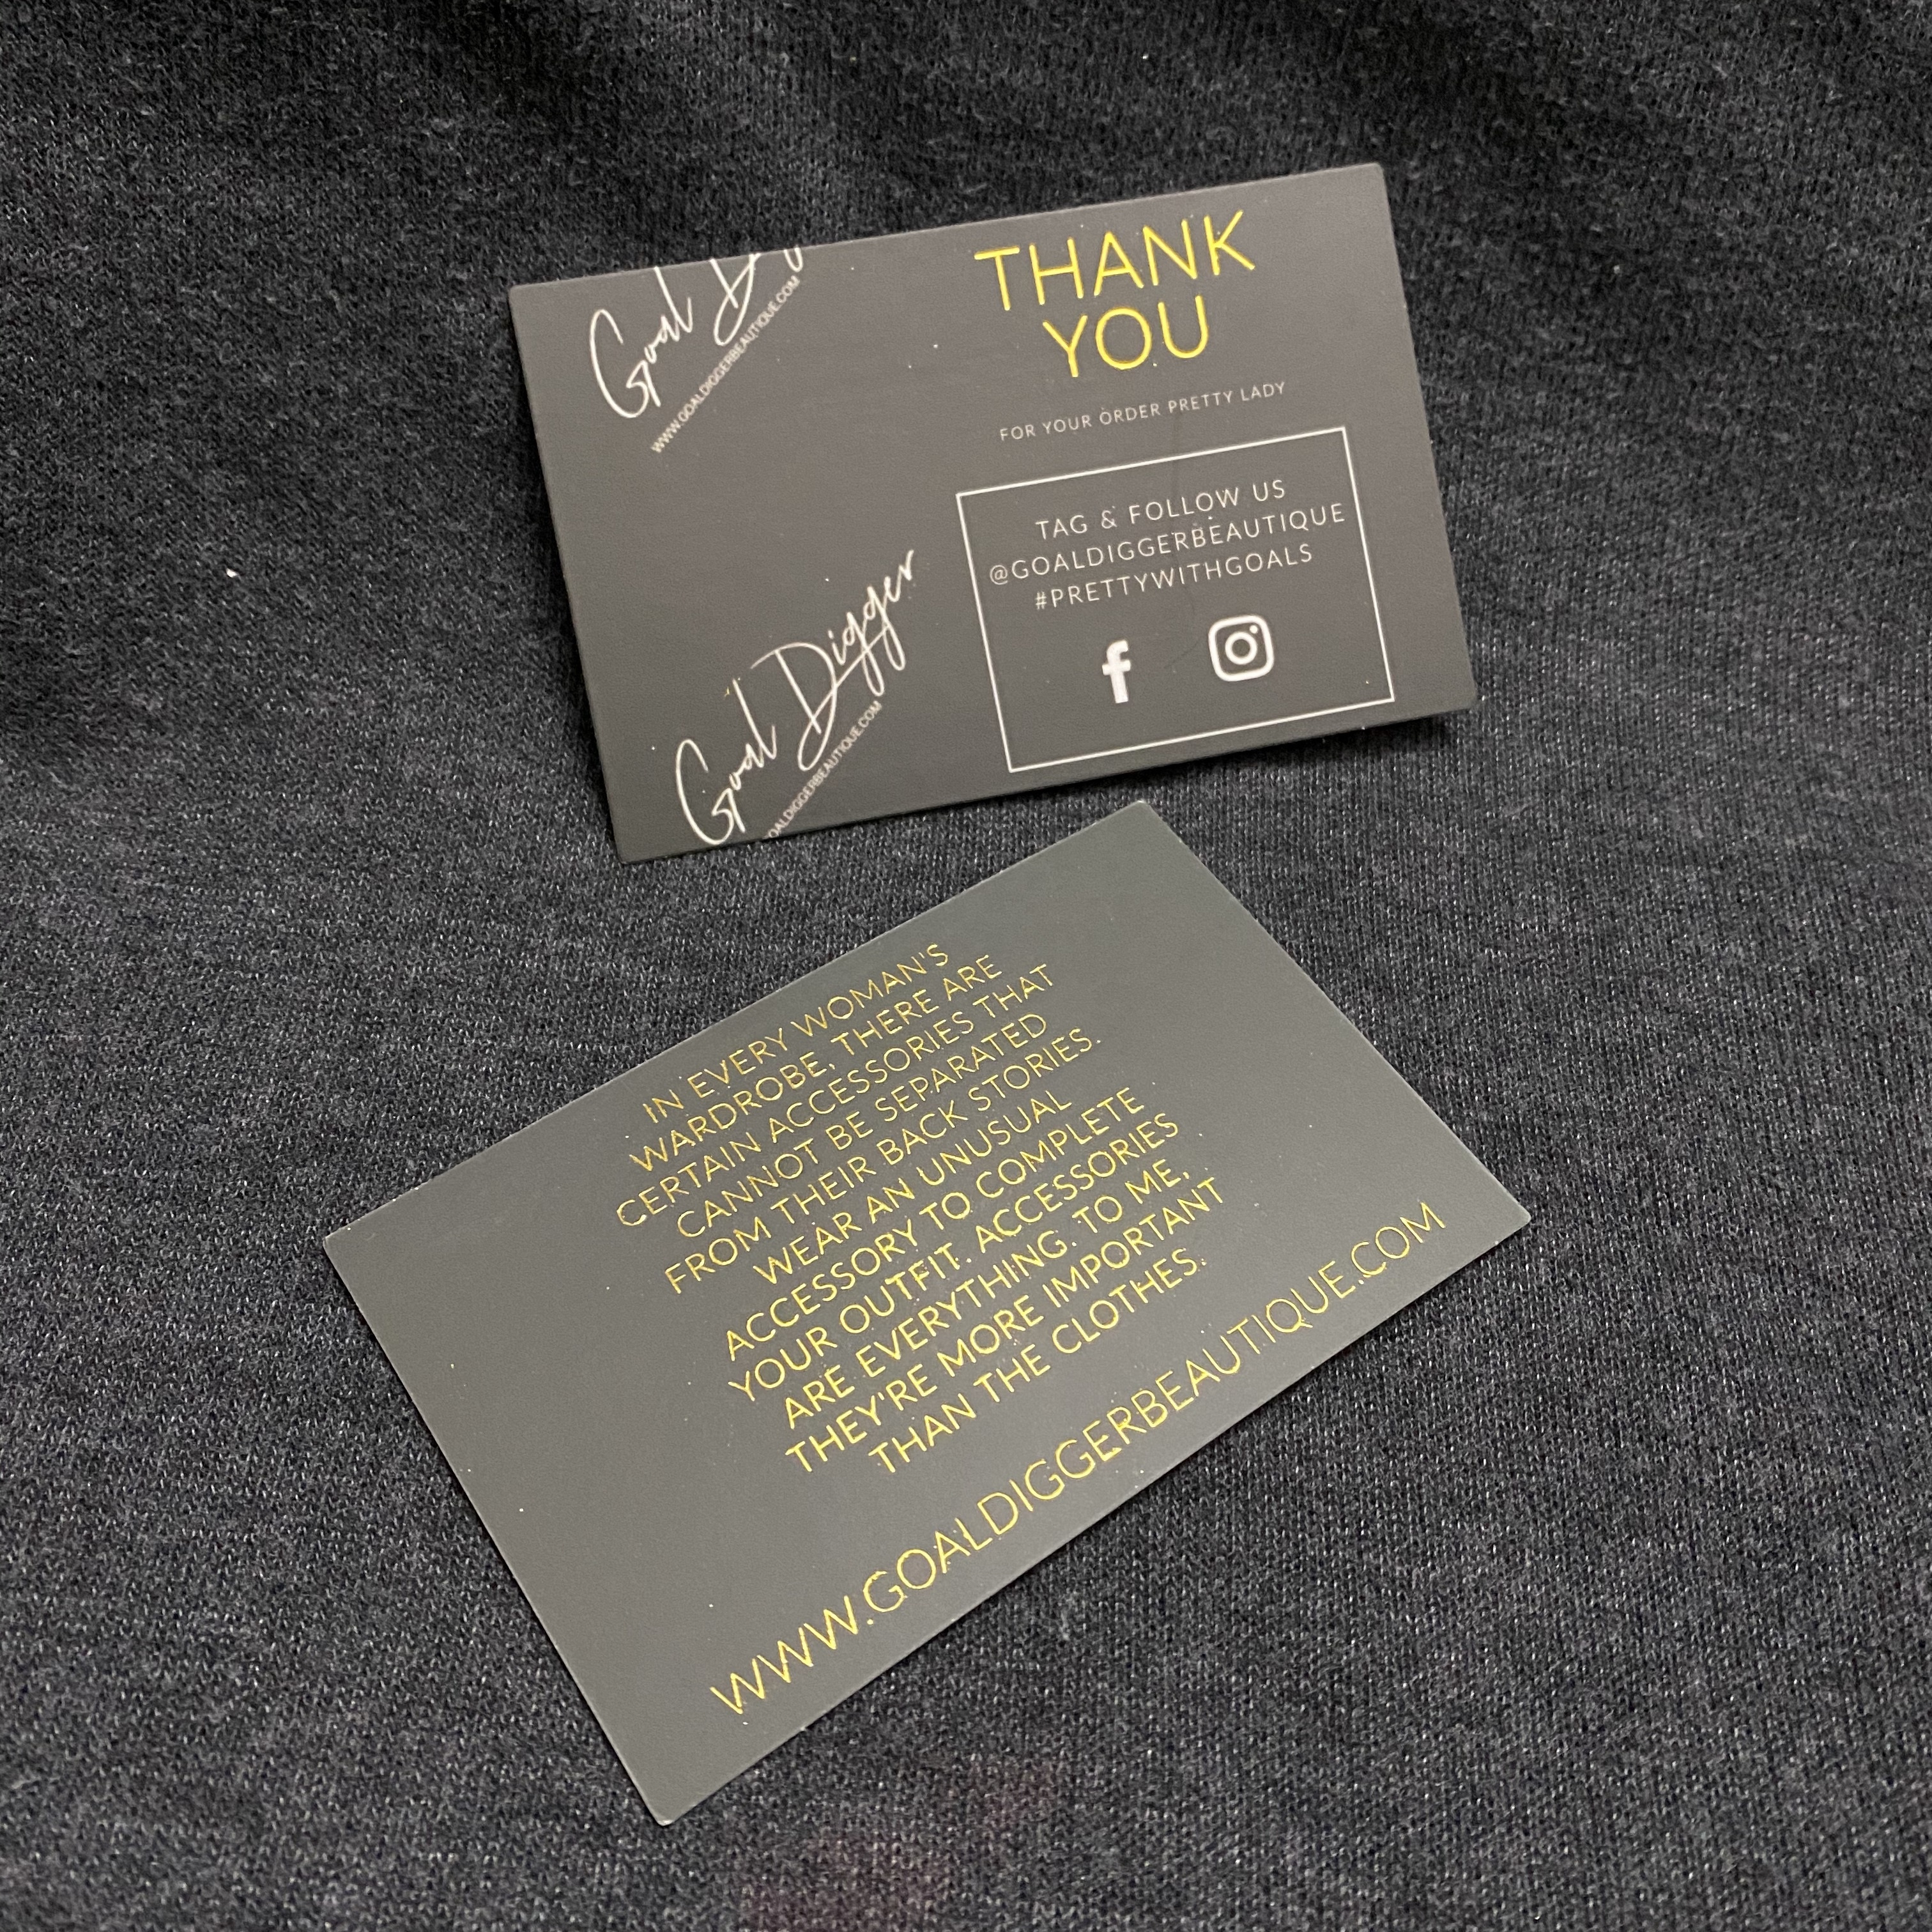 Goal D
WWW.GOALDIGGERBEAUTIQUE.COM
THANK
YOU
FOR YOUR ORDER PRETTY LADY
TAG & FOLLOW US
@GOALDIGGERBEAUTIQUE
#PRETTYWITHGOALS
Goal Digger
OALDIGGERBEAUTIQUE.COM
IN EVERY WOMAN'S
WARDROBE, THERE ARE
CERTAIN ACCESSORIES THAT
CANNOT BE SEPARATED
FROM THEIR BACK STORIES.
WEAR AN UNUSUAL
ACCESSORY TO COMPLETE
YOUR OUTFIT. ACCESSORIES
ARE EVERYTHING. TO ME,
THEY'RE MORE IMPORTANT
THAN THE CLOTHES.
WWW.GOALDIGGERBEAUTIQUE.COM